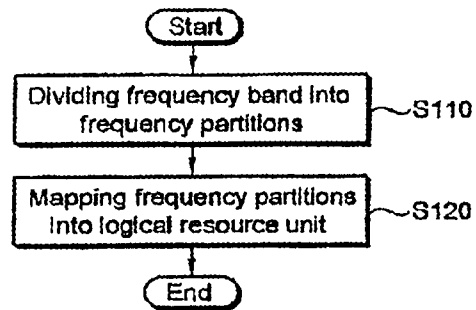 Start
Dividing frequency band into
frequency partitions
S110
Mapping frequency partitions
into logical resource unit
S120
End